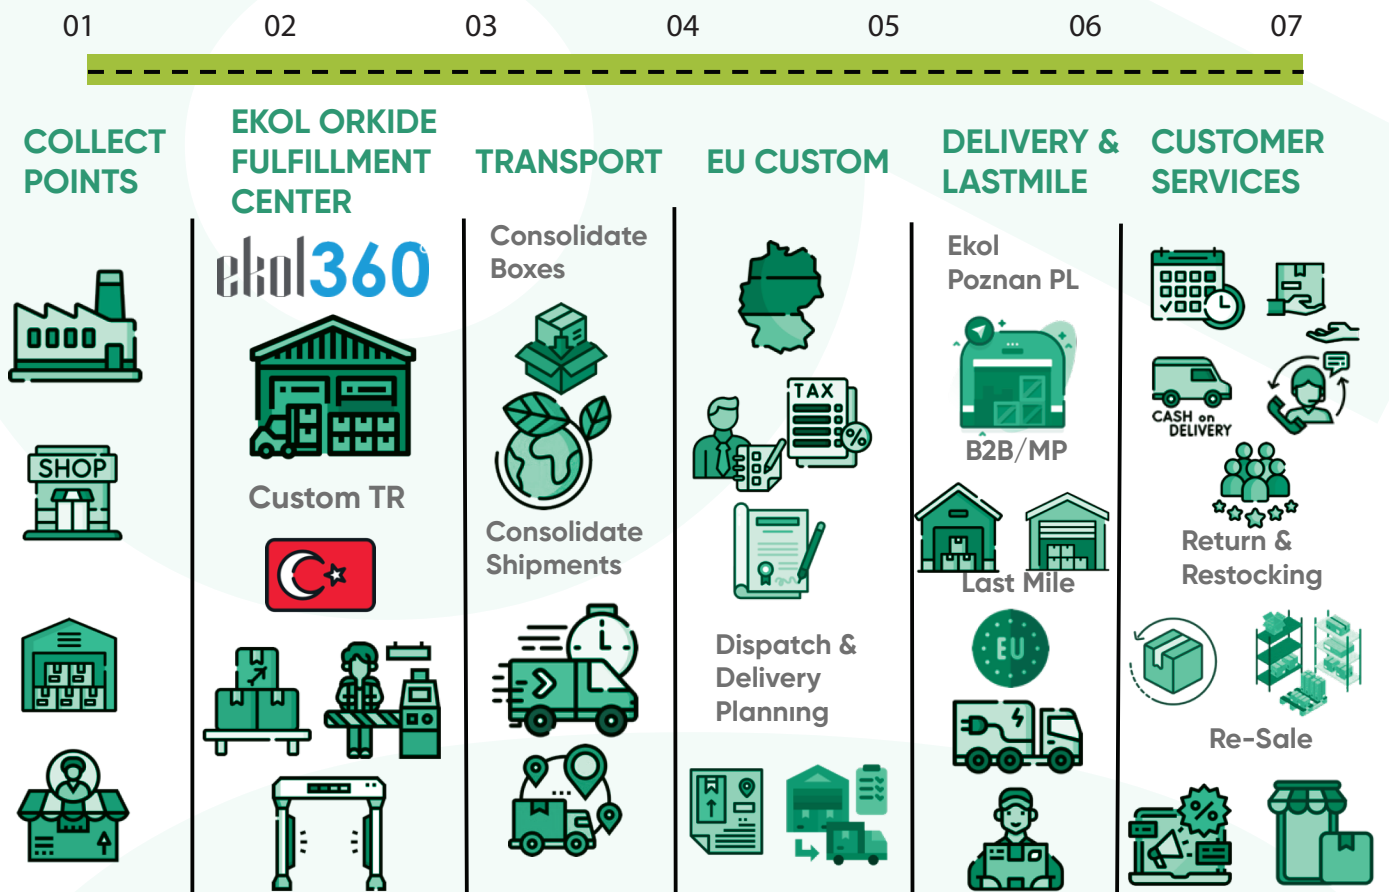 01
02
03
04
05
06
07
COLLECT
POINTS
SHOP
EKOL ORKIDE
FULFILLMENT
CENTER
ekol360°
Custom TR
TRANSPORT
Consolidate
Boxes
Consolidate
Shipments
EU CUSTOM
TAX
%
Dispatch &
Delivery
Plannıng
DELIVERY &
LASTMILE
Ekol
Poznan PL
B2B/MP
Last Mile
EU
CUSTOMER
SERVICES
CASH on
DELIVERY
Return &
Restocking
Re-Sale
%